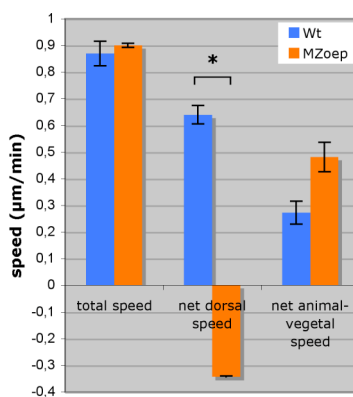 1
0,9
0,8
0,7
0,6
0,5
0,4
0,3
0,2
0,1
0
-0,1
-0,2
-0,3
-0,4
speed (µm/min)
Wt
MZoep
*
total speed
net dorsal
speed
net animal-
vegetal
speed